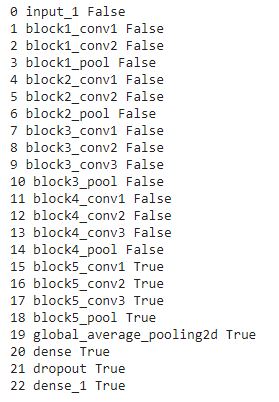 0 input_1 False
1 block1_conv1 False
2 block1_conv2 False
3 block1_pool False
4 block2_conv1 False
5 block2_conv2 False
6 block2_pool False
7 block3_conv1 False
8 block3_conv2 False
9 block3_conv3 False
10 block3_pool False
11 block4_conv1 False
12 block4_conv2 False
13 block4_conv3 False
14 block4_pool False
15 block5_conv1 True
16 block5_conv2 True
17 block5_conv3 True
18 block5_pool True
19 global_average_pooling2d True
20 dense True
21 dropout True
22 dense_1 True